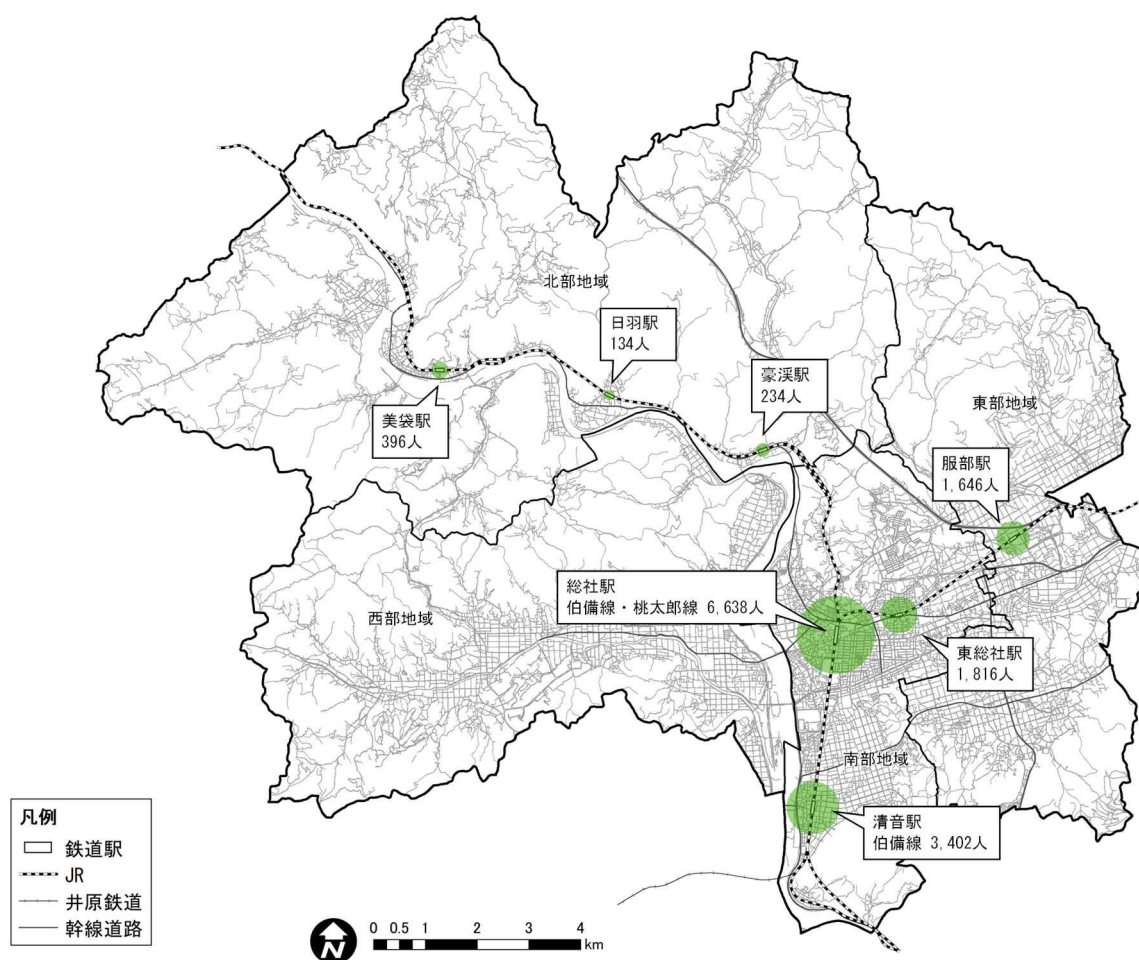 北部地域
日羽駅
134人
豪渓駅
234人
美袋駅
396人
東部地域
服部駅
1,646人
総社駅
伯備線・桃太郎線 6,638人
西部地域
東総社駅
1,816人
南部地域
清音駅
伯備線 3,402人
凡例
鉄道駅
JR
井原鉄道
幹線道路
N
0 0.5 1 2 3 4
km